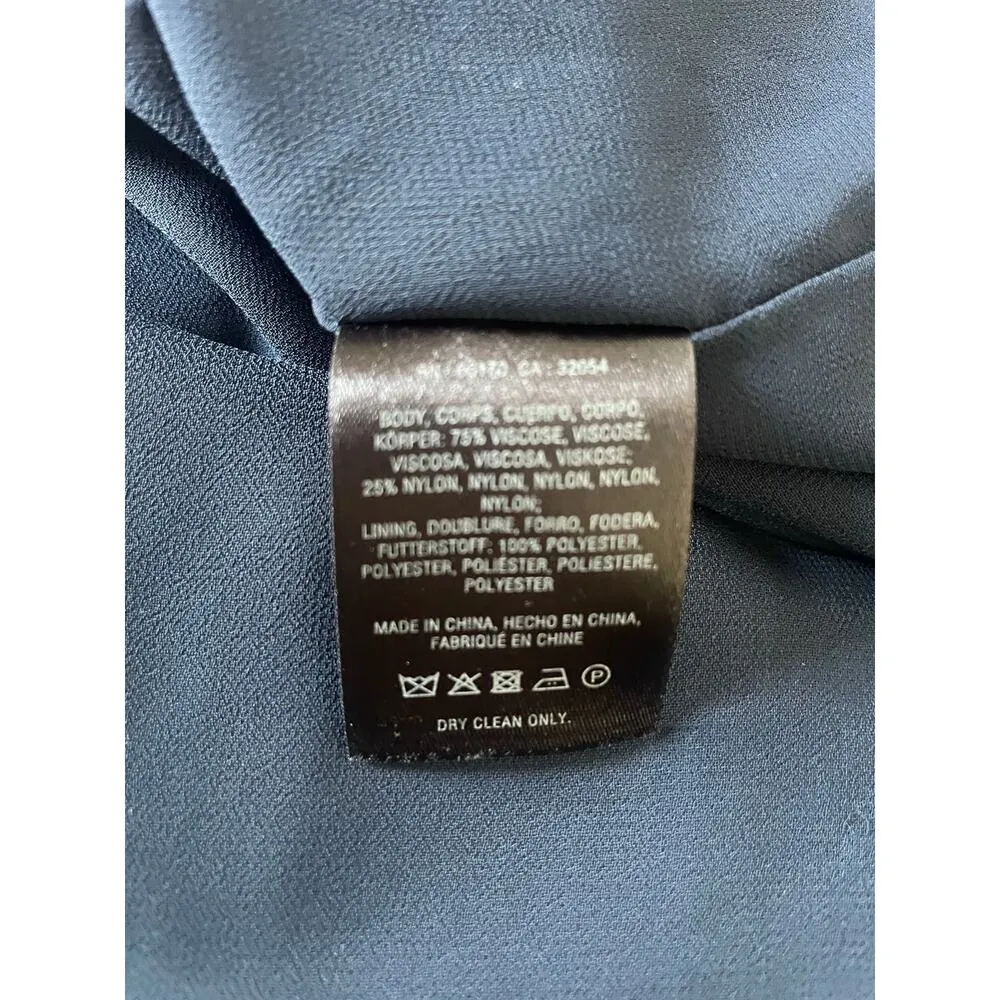 CA : 32054
BODY, CORPS, CUERPO, CORPO,
KÖRPER: 75% VISCOSE, VISCOSE,
VISCOSA, VISCOSA, VISKOSE;
25% NYLON, NYLON, NYLON, NYLON,
NYLON;
LINING, DOUBLURE, FORRO, FODERA,
FUTTERSTOFF: 100% POLYESTER,
POLYESTER, POLIÉSTER, POLIESTERE,
POLYESTER
MADE IN CHINA, HECHO EN CHINA,
FABRIQUÉ EN CHINE
P
DRY CLEAN ONLY.